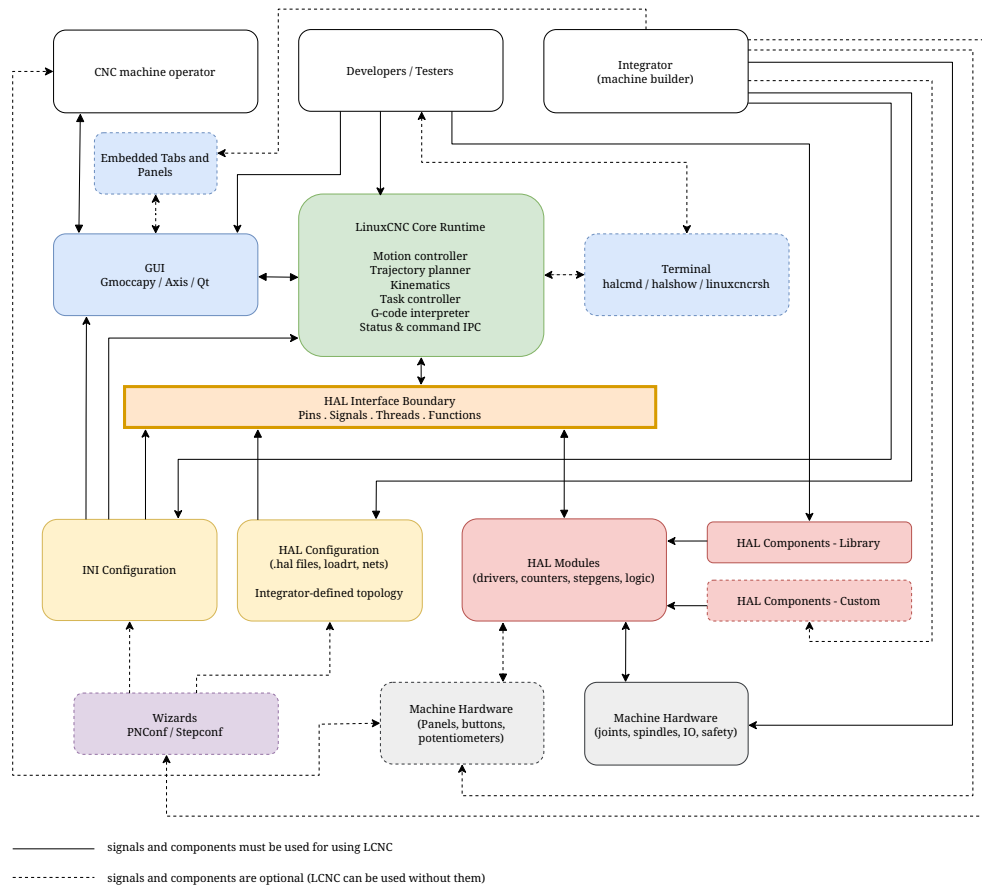 CNC machine operator
Developers / Testers
Integrator
(machine builder)
Embedded Tabs and
Panels
GUI
Gmoccapy / Axis / Qt
LinuxCNC Core Runtime
Motion controller
Trajectory planner
Kinematics
Task controller
G-code interpreter
Status & command IPC
Terminal
halcmd / halshow / linuxcncrsh
HAL Interface Boundary
Pins . Signals . Threads . Functions
INI Configuration
HAL Configuration
(.hal files, loadrt, nets)
Integrator-defined topology
HAL Modules
(drivers, counters, stepgens, logic)
HAL Components - Library
HAL Components - Custom
Wizards
PNConf / Stepconf
Machine Hardware
(Panels, buttons,
potentiometers)
Machine Hardware
(joints, spindles, IO, safety)
signals and components must be used for using LCNC
signals and components are optional (LCNC can be used without them)